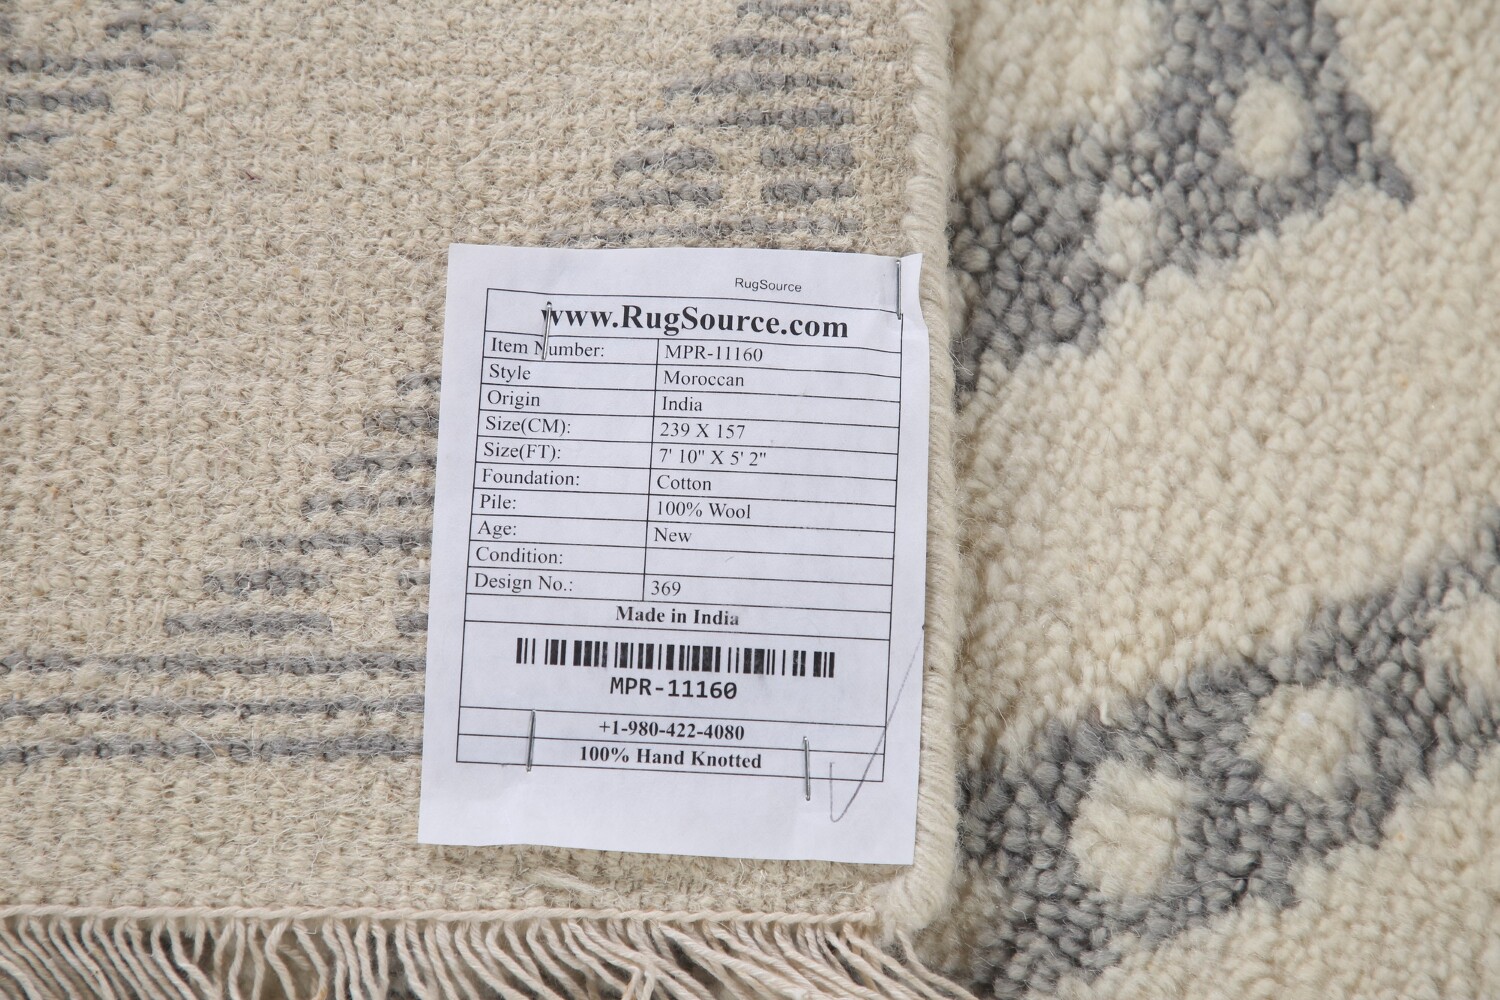 RugSource
www.RugSource.com
Item Number: MPR-11160
Style Moroccan
Origin India
Size(CM): 239 X 157
Size(FT): 7' 10" X 5' 2"
Foundation: Cotton
Pile: 100% Wool
Age: New
Condition:
Design No.: 369
Made in India
MPR-11160
+1-980-422-4080
100% Hand Knotted